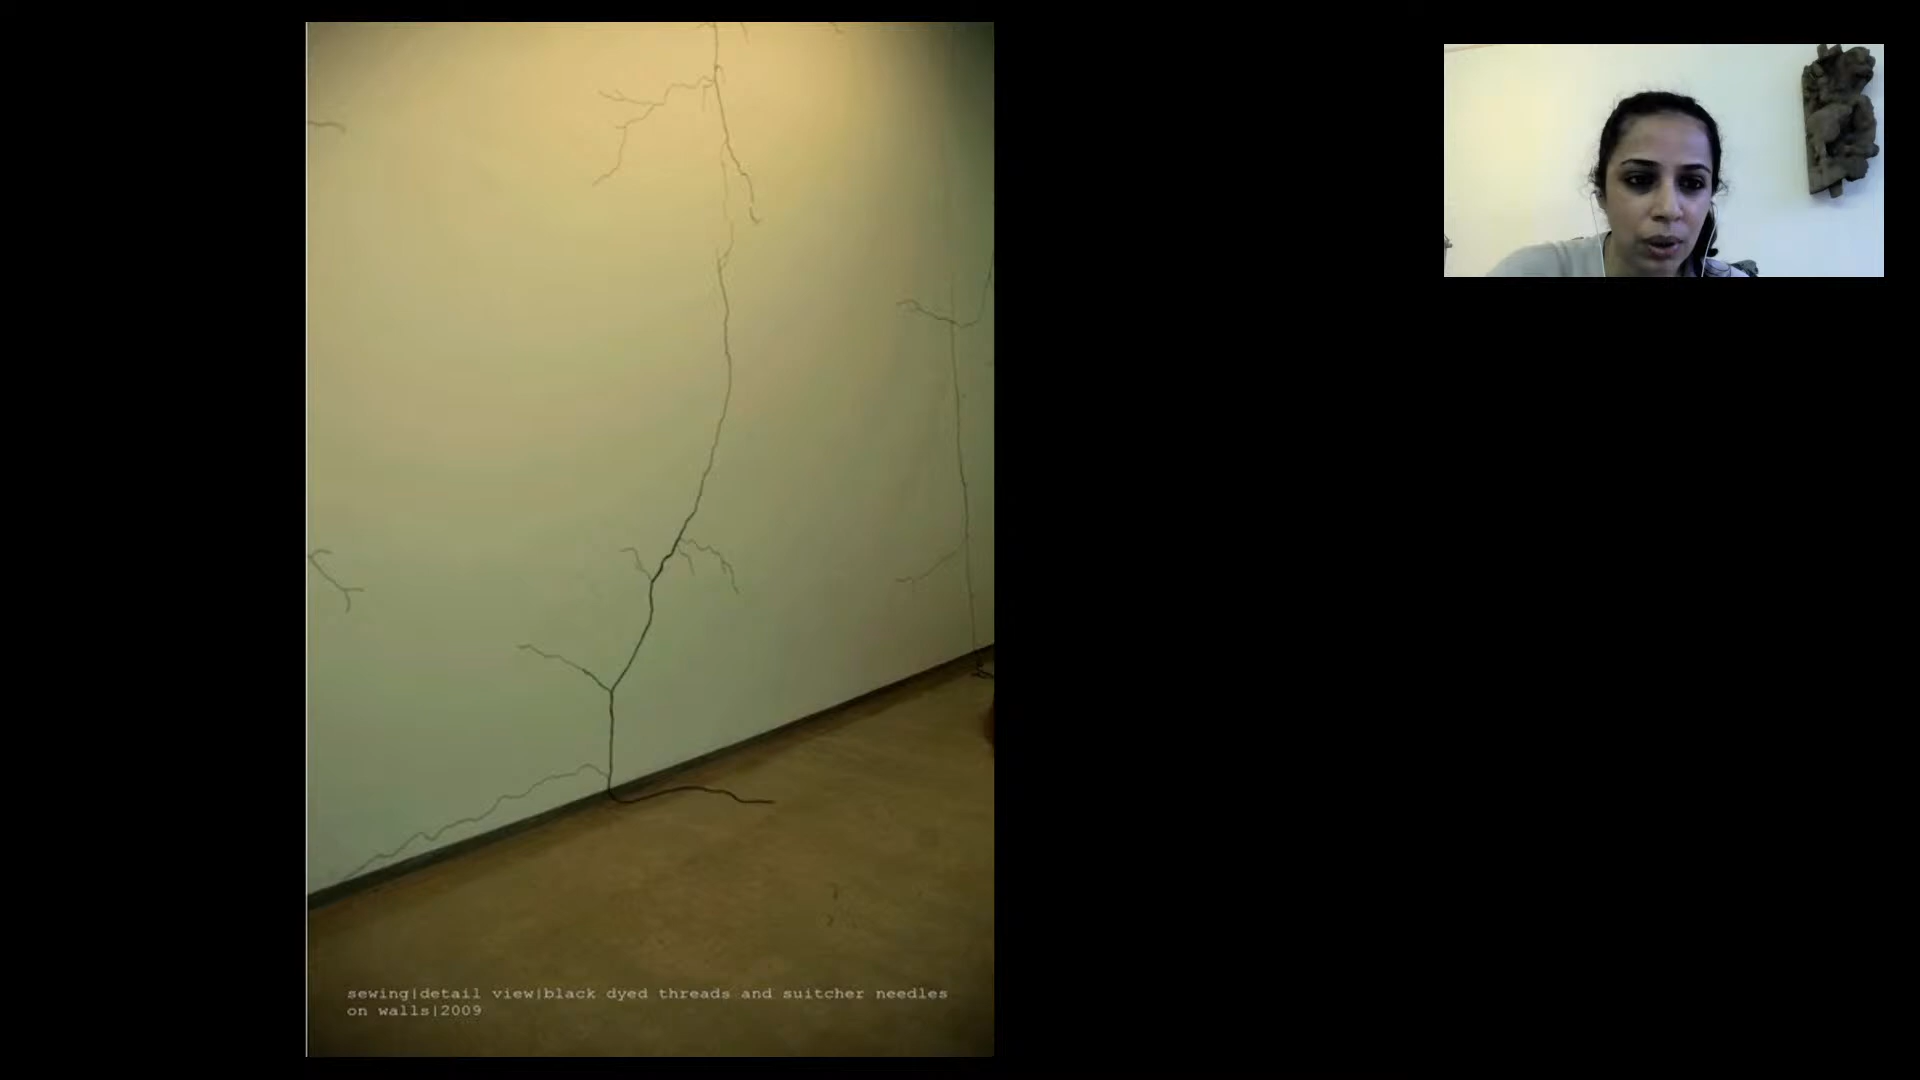 sewing|detail view|black dyed threads and suitcher needles
on walls|2009